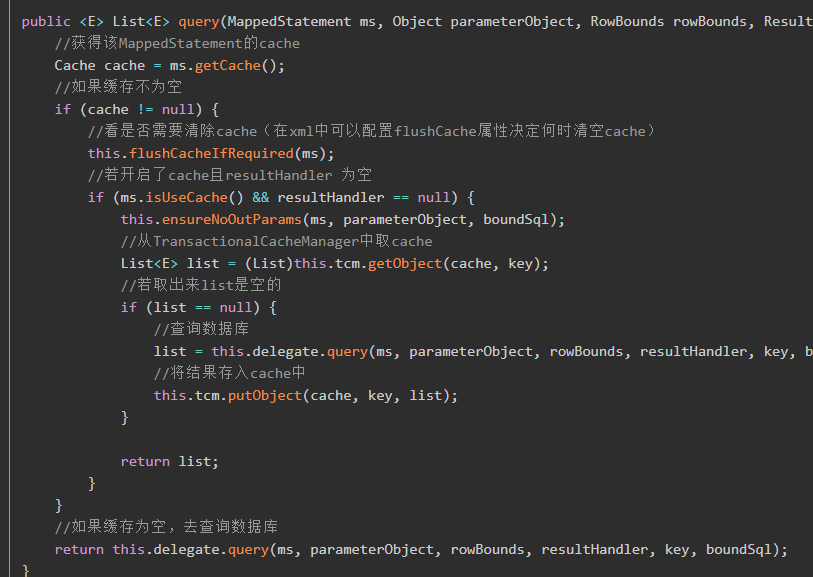 public <E> List<E> query(MappedStatement ms, Object parameterObject, RowBounds rowBounds, Result
//获得该MappedStatement的cache
Cache cache = ms.getCache();
//如果缓存不为空
if (cache != null) {
//看是否需要清除cache（在xml中可以配置flushCache属性决定何时清空cache）
this.flushCacheIfRequired(ms);
//若开启了cache且resultHandler 为空
if (ms.isUseCache() && resultHandler == null) {
this.ensureNoOutParams(ms, parameterObject, boundSql);
//从TransactionalCacheManager中取cache
List<E> list = (List)this.tcm.getObject(cache, key);
//若取出来list是空的
if (list == null) {
//查询数据库
list = this.delegate.query(ms, parameterObject, rowBounds, resultHandler, key, b
//将结果存入cache中
this.tcm.putObject(cache, key, list);
}
return list;
}
}
//如果缓存为空，去查询数据库
return this.delegate.query(ms, parameterObject, rowBounds, resultHandler, key, boundSql);
}